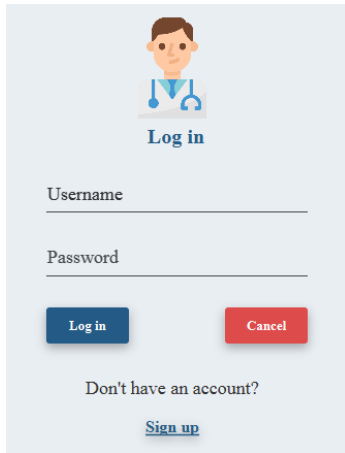 Log in
Username
Password
Log in Cancel
Don't have an account?
Sign up